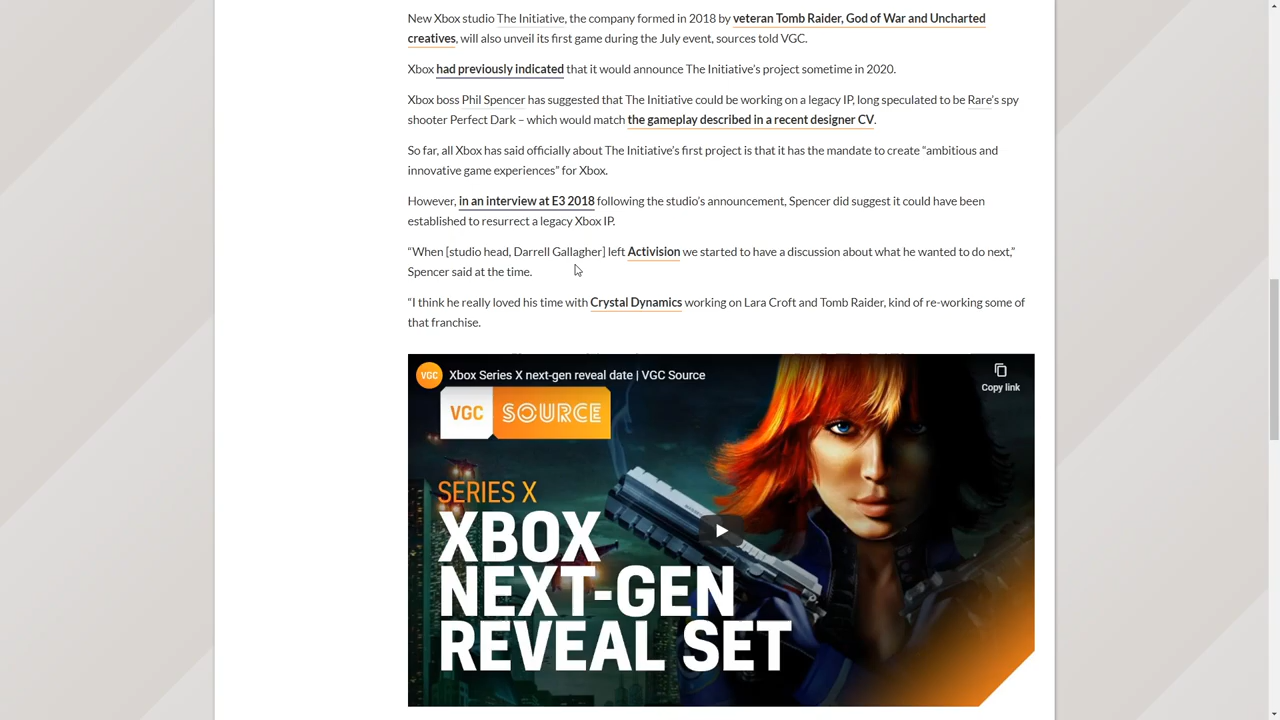 New Xbox studio The Initiative, the company formed in 2018 by veteran Tomb Raider, God of War and Uncharted
creatives, will also unveil its first game during the July event, sources told VGC.
Xbox had previously indicated that it would announce The Initiative's project sometime in 2020.
Xbox boss Phil Spencer has suggested that The Initiative could be working on a legacy IP, long speculated to be Rare's spy
shooter Perfect Dark – which would match the gameplay described in a recent designer CV.
So far, all Xbox has said officially about The Initiative's first project is that it has the mandate to create “ambitious and
innovative game experiences” for Xbox.
However, in an interview at E3 2018 following the studio's announcement, Spencer did suggest it could have been
established to resurrect a legacy Xbox IP.
“When [studio head, Darrell Gallagher] left Activision we started to have a discussion about what he wanted to do next,”
Spencer said at the time.
“I think he really loved his time with Crystal Dynamics working on Lara Croft and Tomb Raider, kind of re-working some of
that franchise.
VGC Xbox Series X next-gen reveal date | VGC Source
Copy link
VGC SOURCE
SERIES X
XBOX
NEXT-GEN
REVEAL SET